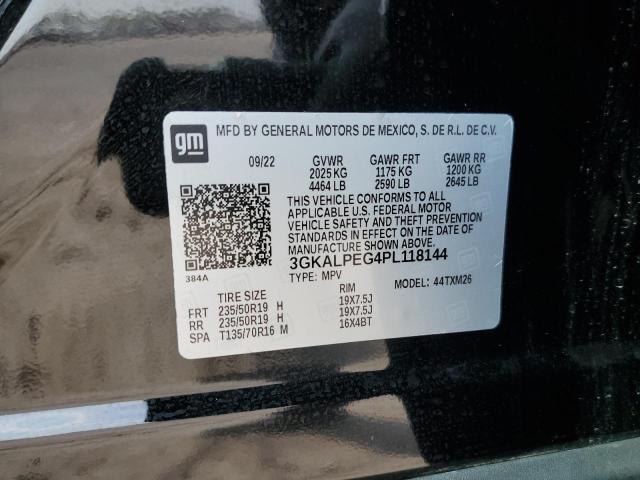 gm
MFD BY GENERAL MOTORS DE MEXICO, S. DE R.L. DE C.V.
09/22 GVWR GAWR FRT GAWR RR
2025 KG 1175 KG 1200 KG
4464 LB 2590 LB 2645 LB
THIS VEHICLE CONFORMS TO ALL
APPLICABLE U.S. FEDERAL MOTOR
VEHICLE SAFETY AND THEFT PREVENTION
STANDARDS IN EFFECT ON THE DATE OF
MANUFACTURE SHOWN ABOVE.
3GKALPEG4PL118144
384A TYPE: MPV MODEL: 44TXM26
TIRE SIZE RIM
FRT 235/50R19 H 19X7.5J
RR 235/50R19 H 19X7.5J
SPA T135/70R16 M 16X4BT